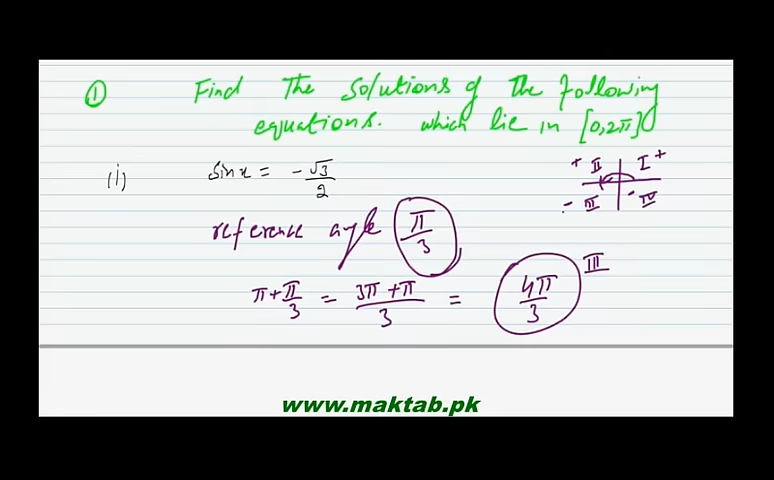 ① Find The Solutions of the following
equations. which lie in [0,2π]
(i) Sinx = -√3/2
+ II I +
- III - IV
reference angle π/3
π+π/3 = 3π+π/3 = 4π/3 III
www.maktab.pk